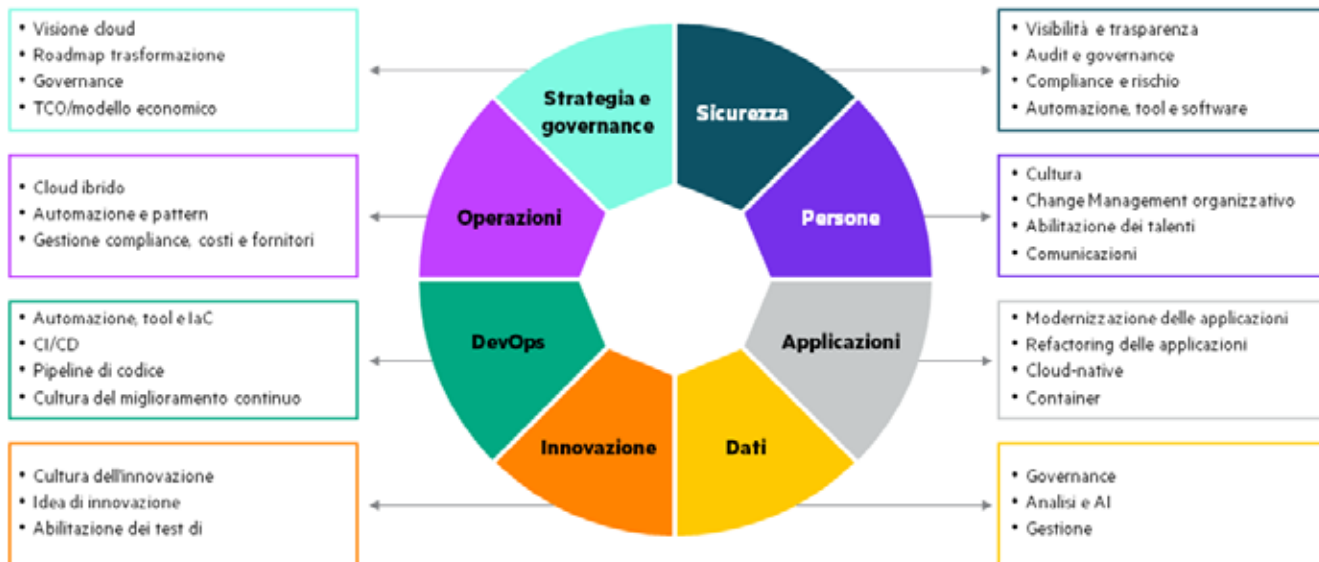 • Visione cloud
• Roadmap trasformazione
• Governance
• TCO/modello economico
• Cloud ibrido
• Automazione e pattern
• Gestione compliance, costi e fornitori
• Automazione, tool e IaC
• CI/CD
• Pipeline di codice
• Cultura del miglioramento continuo
• Cultura dell'innovazione
• Idea di innovazione
• Abilitazione dei test di
Strategia e
governance
Sicurezza
Operazioni
Persone
DevOps
Applicazioni
Innovazione
Dati
• Visibilità e trasparenza
• Audit e governance
• Compliance e rischio
• Automazione, tool e software
• Cultura
• Change Management organizzativo
• Abilitazione dei talenti
• Comunicazioni
• Modernizzazione delle applicazioni
• Refactoring delle applicazioni
• Cloud-native
• Container
• Governance
• Analisi e AI
• Gestione